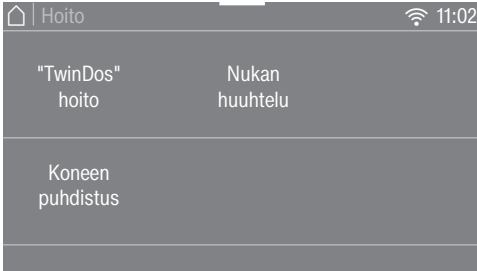 Hoito
11:02
"TwinDos"
hoito
Nukan
huuhtelu
Koneen
puhdistus